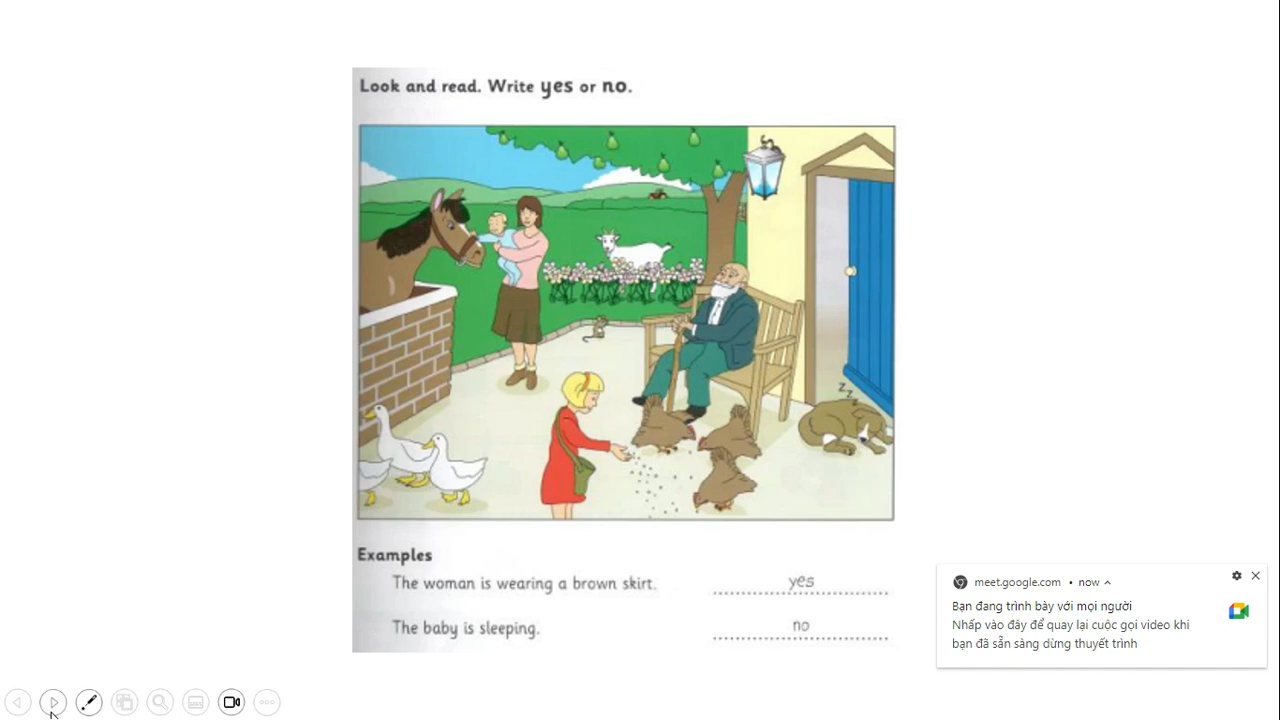 Look and read. Write yes or no.
z z z
Examples
The woman is wearing a brown skirt. yes
The baby is sleeping. no
meet.google.com • now
Bạn đang trình bày với mọi người
Nhấp vào đây để quay lại cuộc gọi video khi
bạn đã sẵn sàng dừng thuyết trình